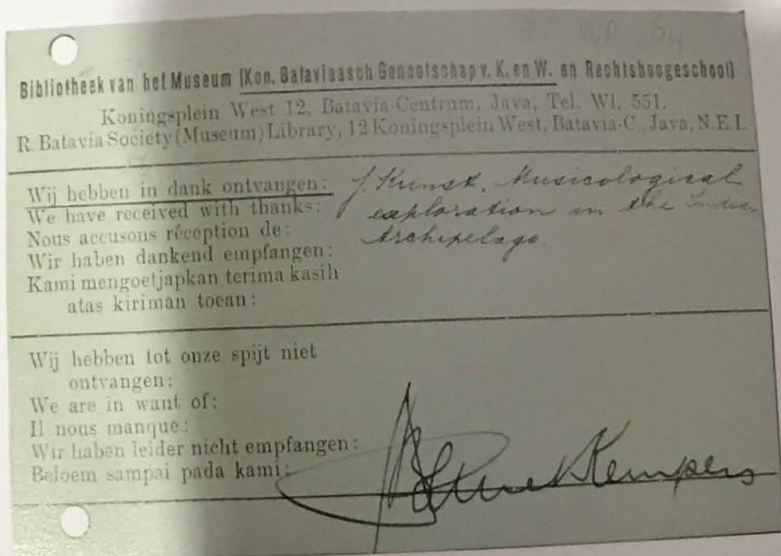 Bibliotheek van het Museum (Kon. Bataviaasch Genootschap v. K. en W. en Rechtshoogeschool)
Koningsplein West 12, Batavia-Centrum, Java, Tel. Wl. 551.
R. Batavia Society (Museum) Library, 12 Koningsplein West, Batavia-C., Java, N.E.I.
Wij hebben in dank ontvangen: J. Kunst, Musicological
We have received with thanks: exploration in the Indian
Nous accusons réception de: Archipelago.
Wir haben dankend empfangen:
Kami mengoetjapkan terima kasih
atas kiriman toean:
Wij hebben tot onze spijt niet
ontvangen:
We are in want of:
Il nous manque:
Wir haben leider nicht empfangen:
Beloem sampai pada kami:
Kempers